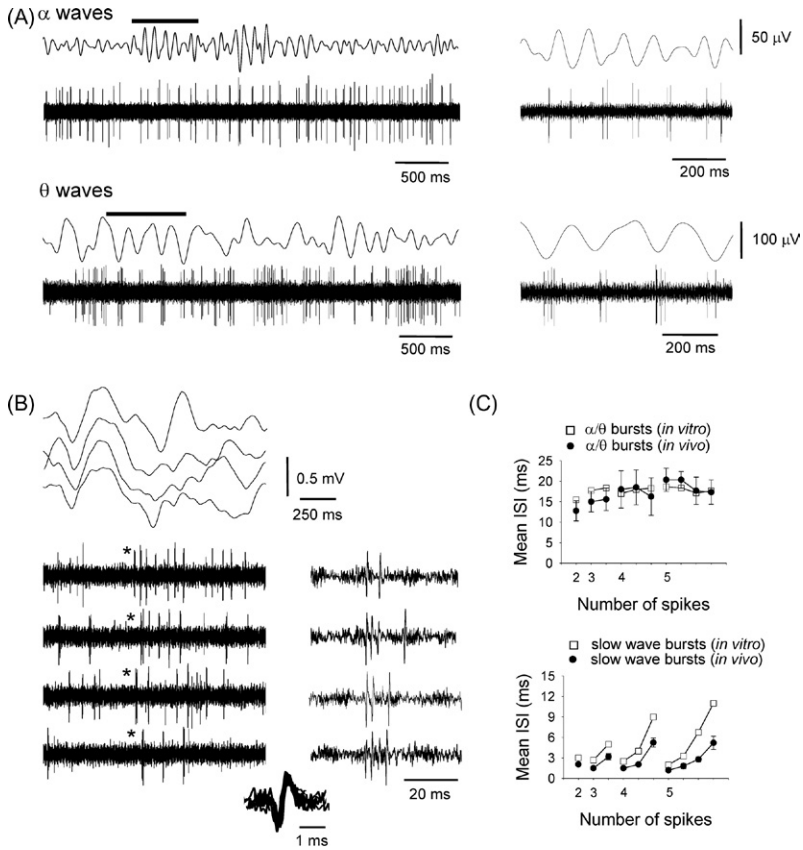 (A)
α waves
50 μV
500 ms
200 ms
θ waves
100 μV
500 ms
200 ms
(B)
0.5 mV
250 ms
*
*
*
*
20 ms
1 ms
(C)
α/θ bursts (in vitro)
α/θ bursts (in vivo)
Mean ISI (ms)
25
20
15
10
5
0
2 3 4 5
Number of spikes
slow wave bursts (in vitro)
slow wave bursts (in vivo)
Mean ISI (ms)
15
12
9
6
3
0
2 3 4 5
Number of spikes